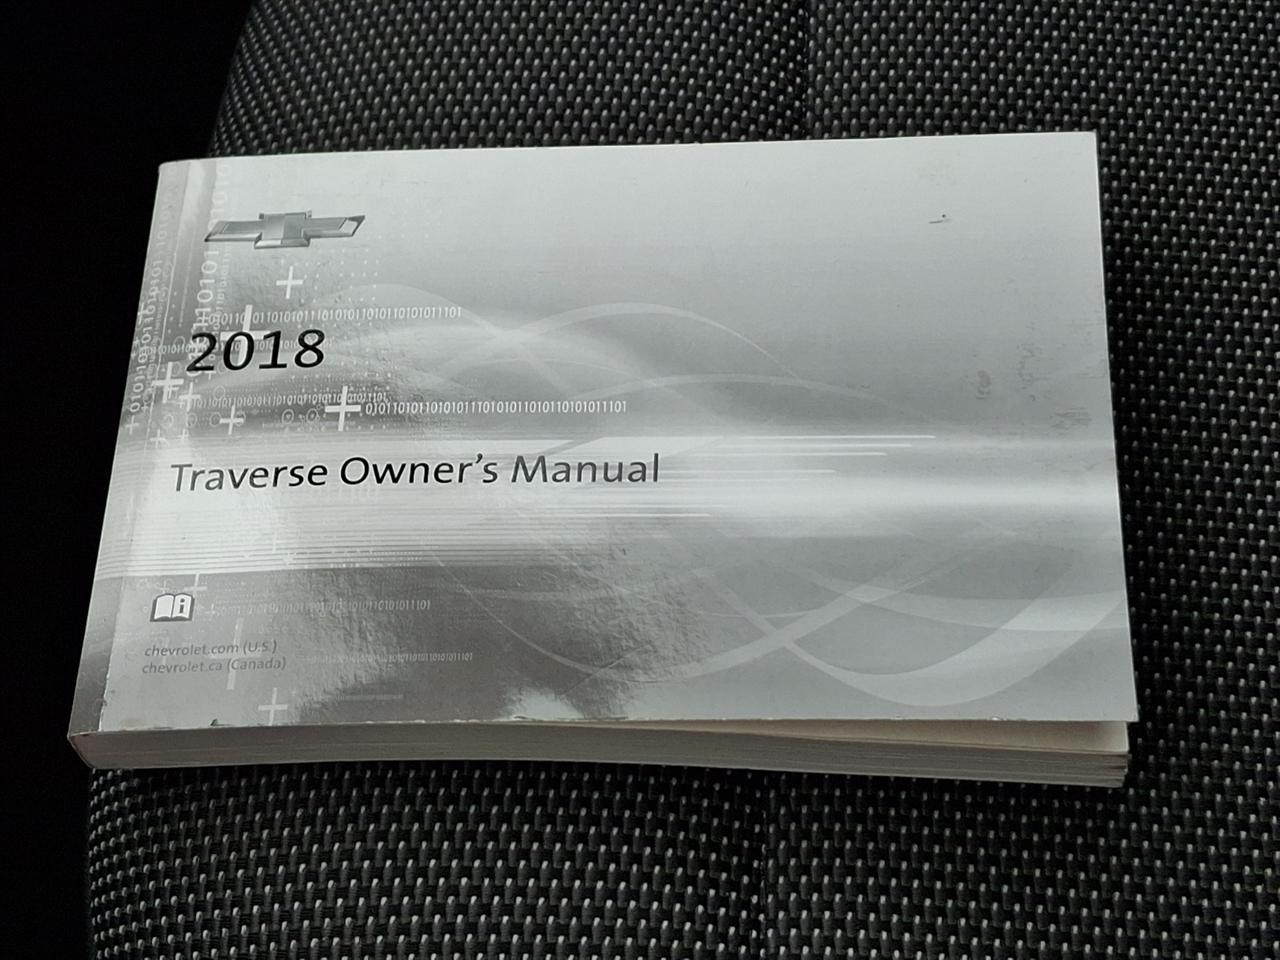 2018
Traverse Owner's Manual
chevrolet.com (U.S.)
chevrolet.ca (Canada)